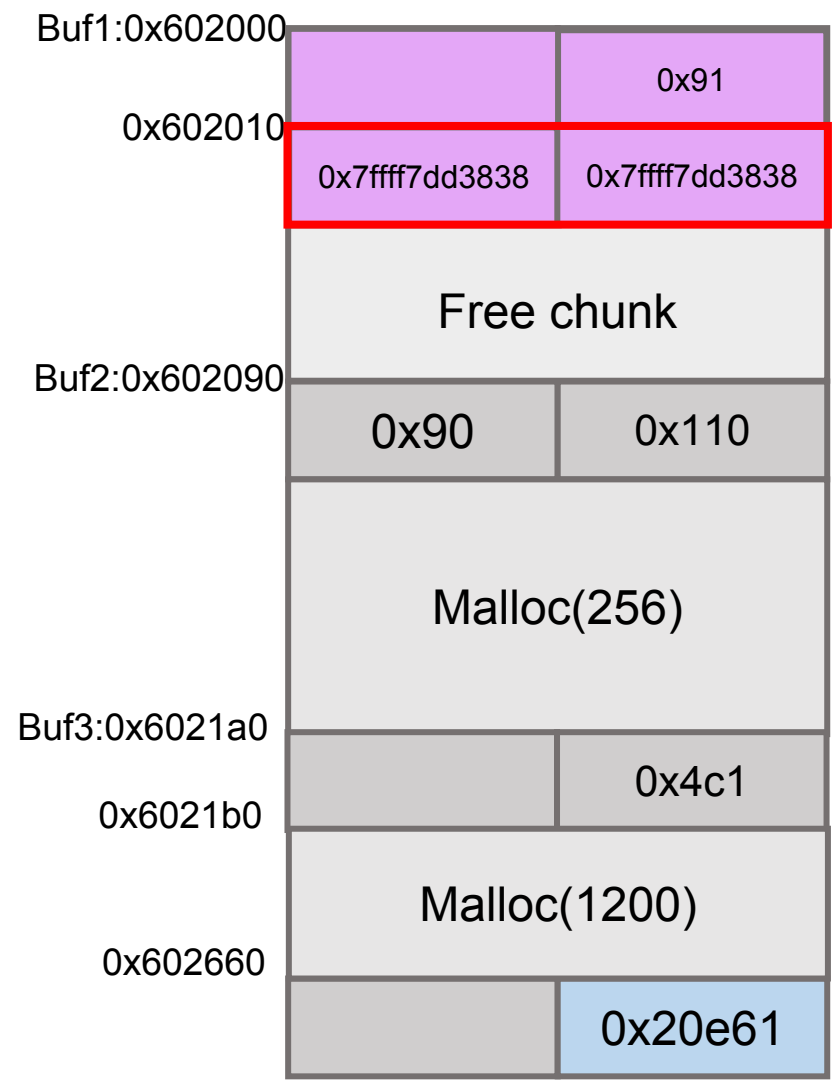 Buf1:0x602000
0x91
0x602010
0x7ffff7dd3838 0x7ffff7dd3838
Free chunk
Buf2:0x602090
0x90 0x110
Malloc(256)
Buf3:0x6021a0
0x4c1
0x6021b0
Malloc(1200)
0x602660
0x20e61